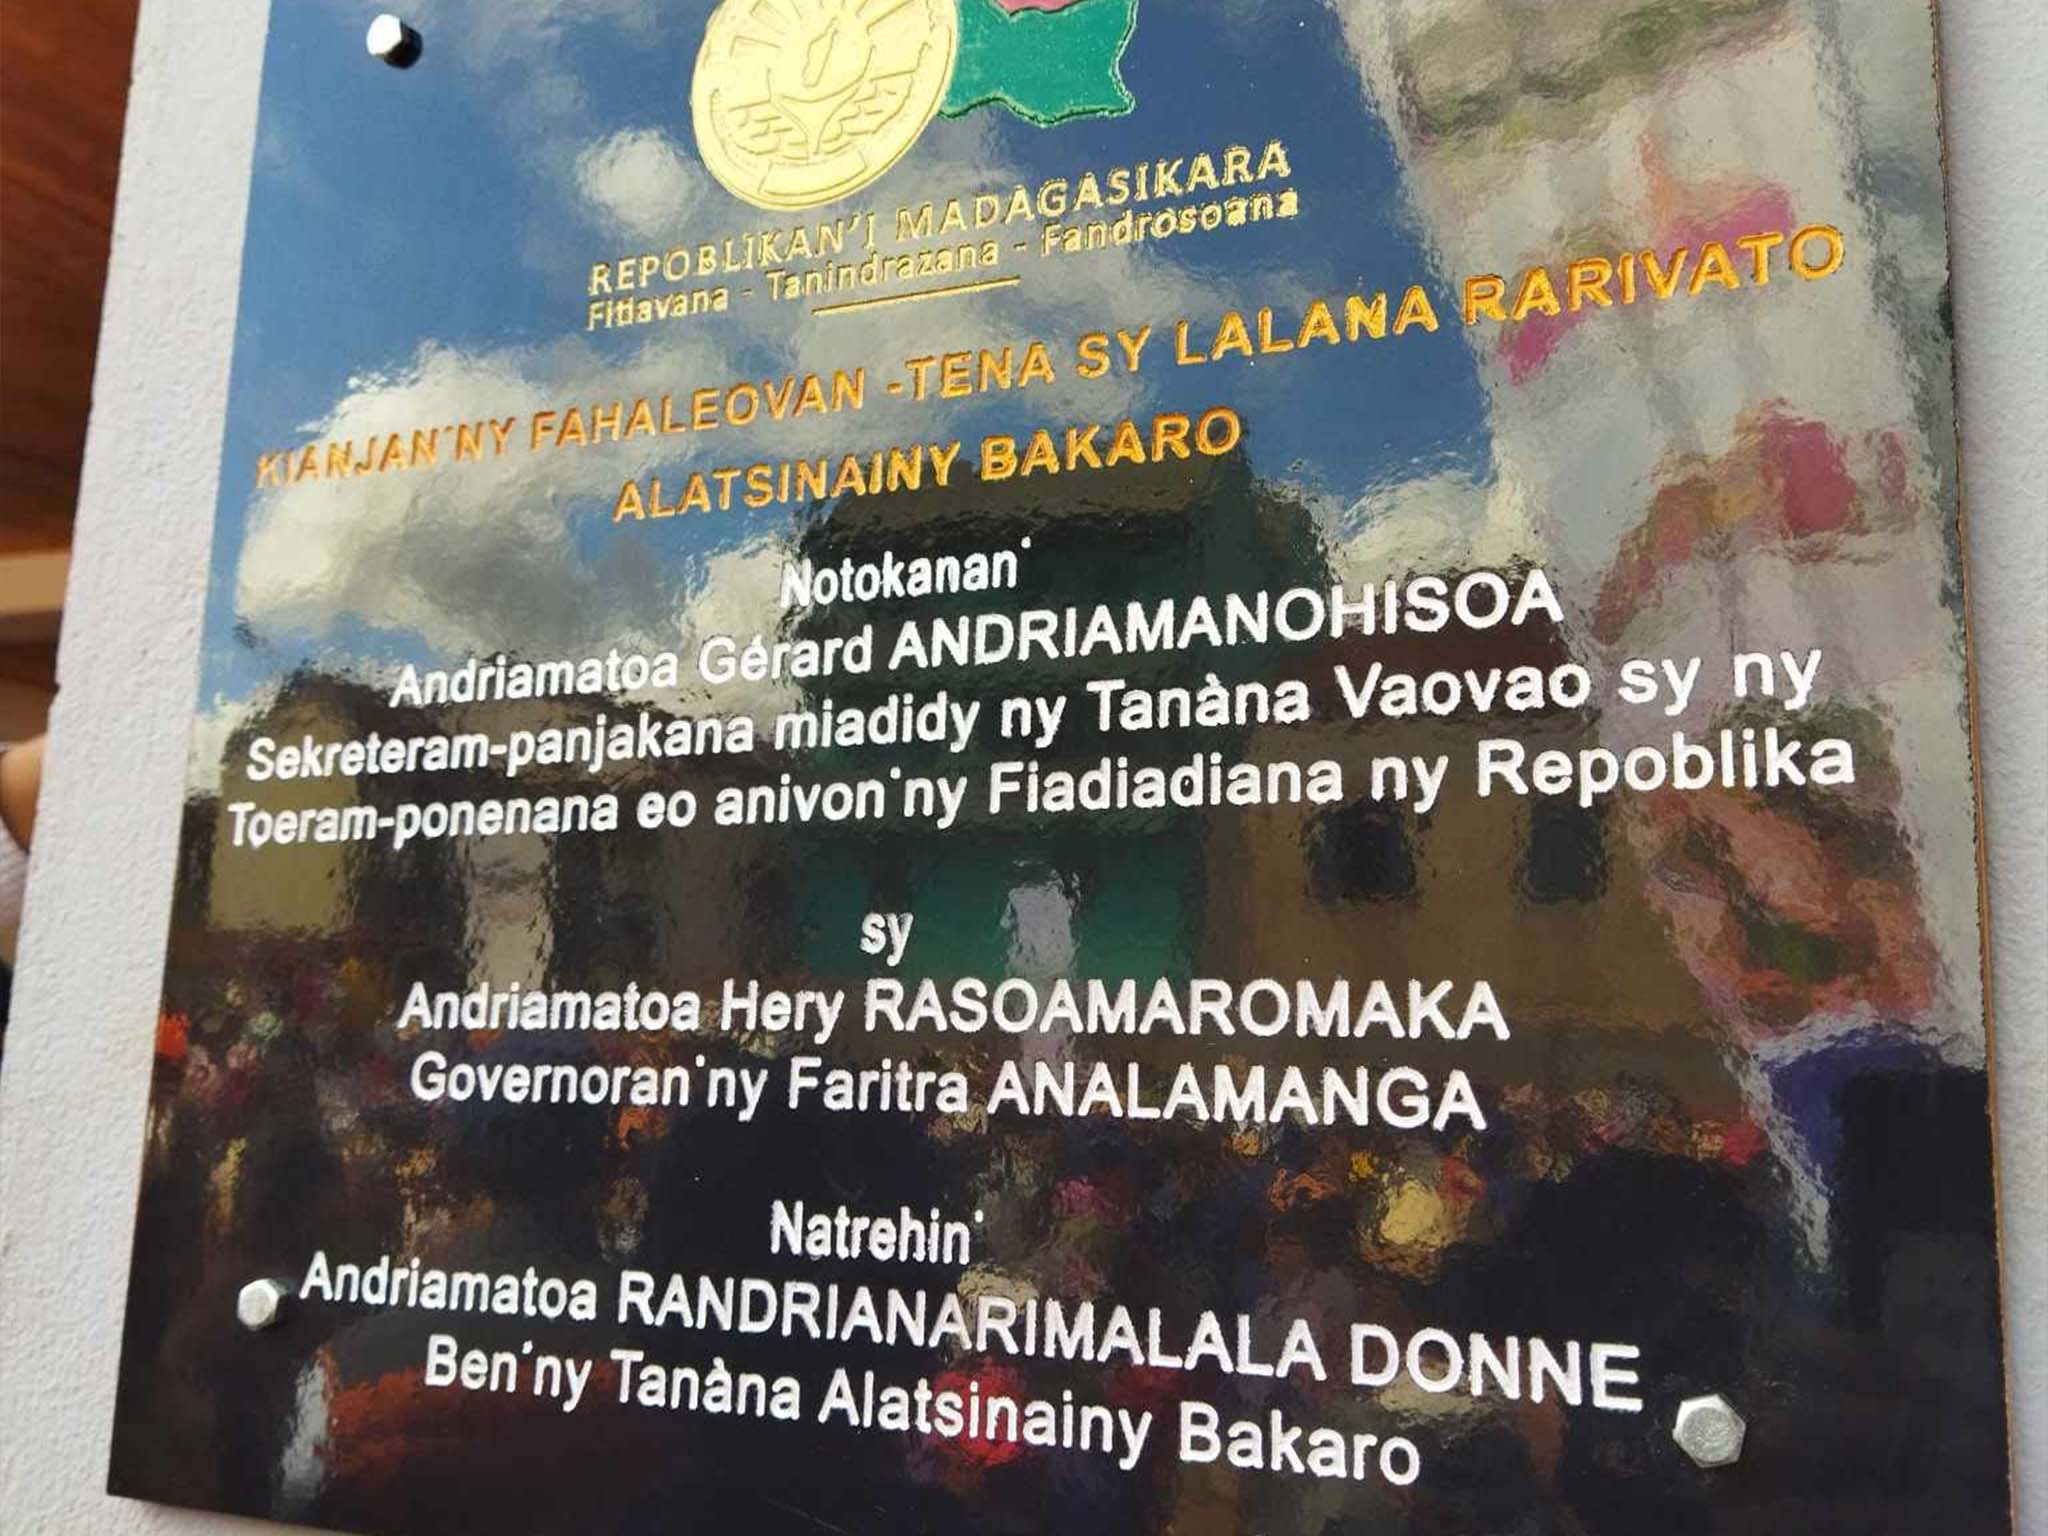 REPOBLIKAN'I MADAGASIKARA
Fitiavana - Tanindrazana - Fandrosoana
KIANJAN'NY FAHALEOVAN -TENA SY LALANA RARIVATO
ALATSINAINY BAKARO
Notokanan'
Andriamatoa Gérard ANDRIAMANOHISOA
Sekreteram-panjakana miadidy ny Tanàna Vaovao sy ny
Toeram-ponenana eo anivon'ny Fiadiadiana ny Repoblika
sy
Andriamatoa Hery RASOAMAROMAKA
Governoran'ny Faritra ANALAMANGA
Natrehin'
Andriamatoa RANDRIANARIMALALA DONNE
Ben'ny Tanàna Alatsinainy Bakaro